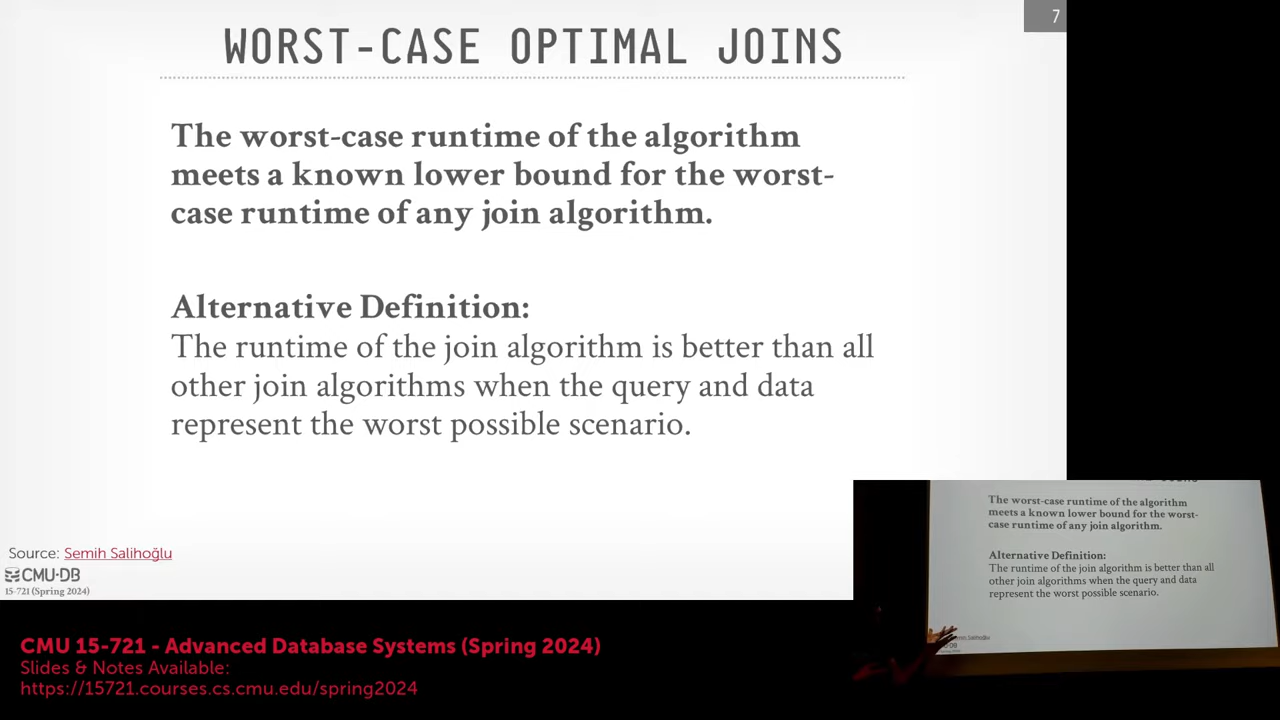 7
WORST-CASE OPTIMAL JOINS
The worst-case runtime of the algorithm
meets a known lower bound for the worst-
case runtime of any join algorithm.
Alternative Definition:
The runtime of the join algorithm is better than all
other join algorithms when the query and data
represent the worst possible scenario.
Source: Semih Salihoğlu
CMU·DB
15-721 (Spring 2024)
The worst-case runtime of the algorithm
meets a known lower bound for the worst-
case runtime of any join algorithm.
Alternative Definition:
The runtime of the join algorithm is better than all
other join algorithms when the query and data
represent the worst possible scenario.
CMU 15-721 - Advanced Database Systems (Spring 2024)
Slides & Notes Available:
https://15721.courses.cs.cmu.edu/spring2024